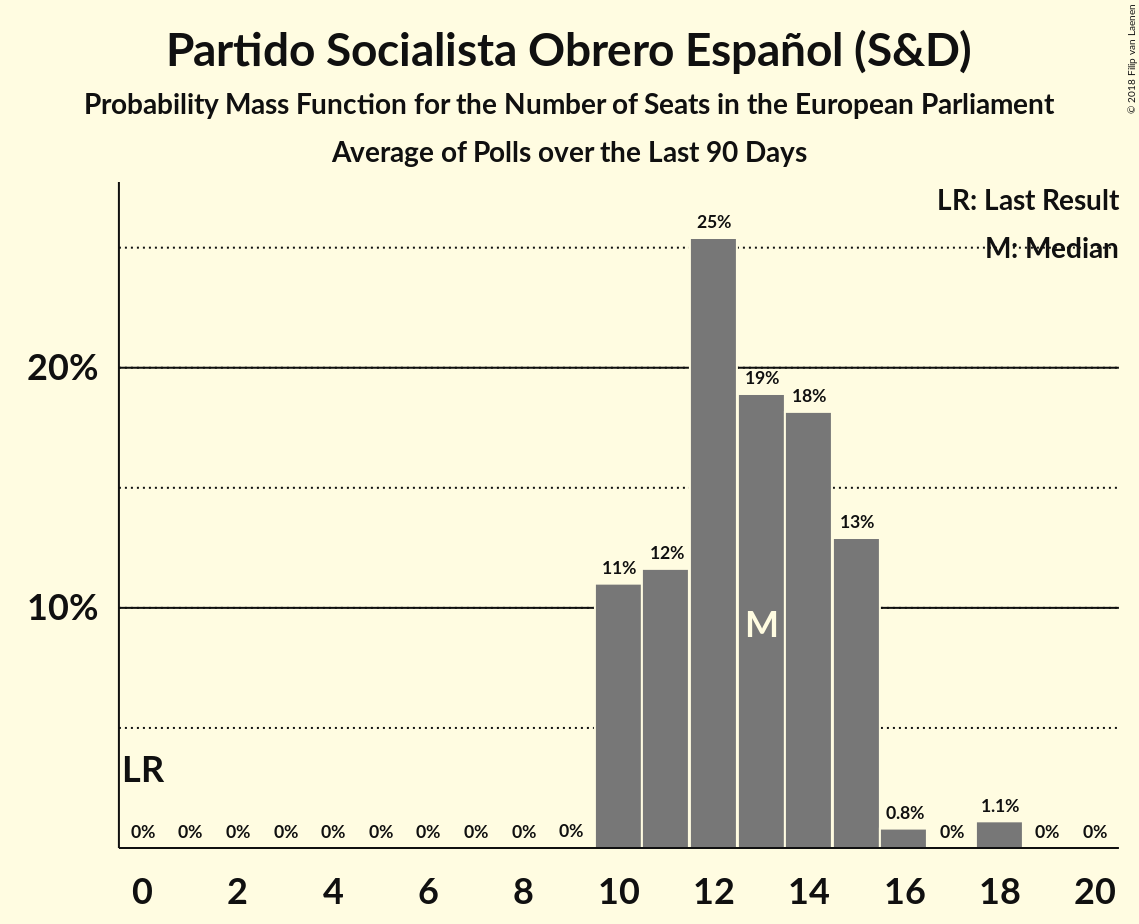 Partido Socialista Obrero Español (S&D)
Probability Mass Function for the Number of Seats in the European Parliament
Average of Polls over the Last 90 Days
© 2018 Filip van Laenen
LR: Last Result
M: Median
25%
20%
19%
18%
13%
12%
11%
10%
M
LR
1.1%
0.8%
0% 0% 0% 0% 0% 0% 0% 0% 0% 0% 0% 0% 0%
0 2 4 6 8 10 12 14 16 18 20